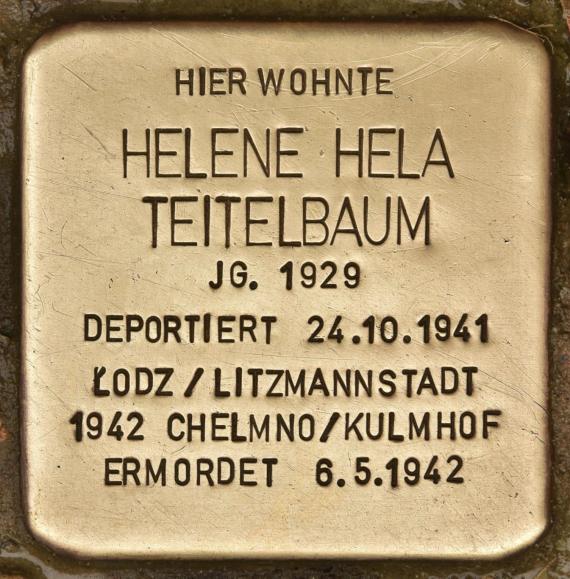 HIER WOHNTE
HELENE HELA
TEITELBAUM
JG. 1929
DEPORTIERT 24.10.1941
ŁODZ / LITZMANNSTADT
1942 CHELMNO/KULMHOF
ERMORDET 6.5.1942